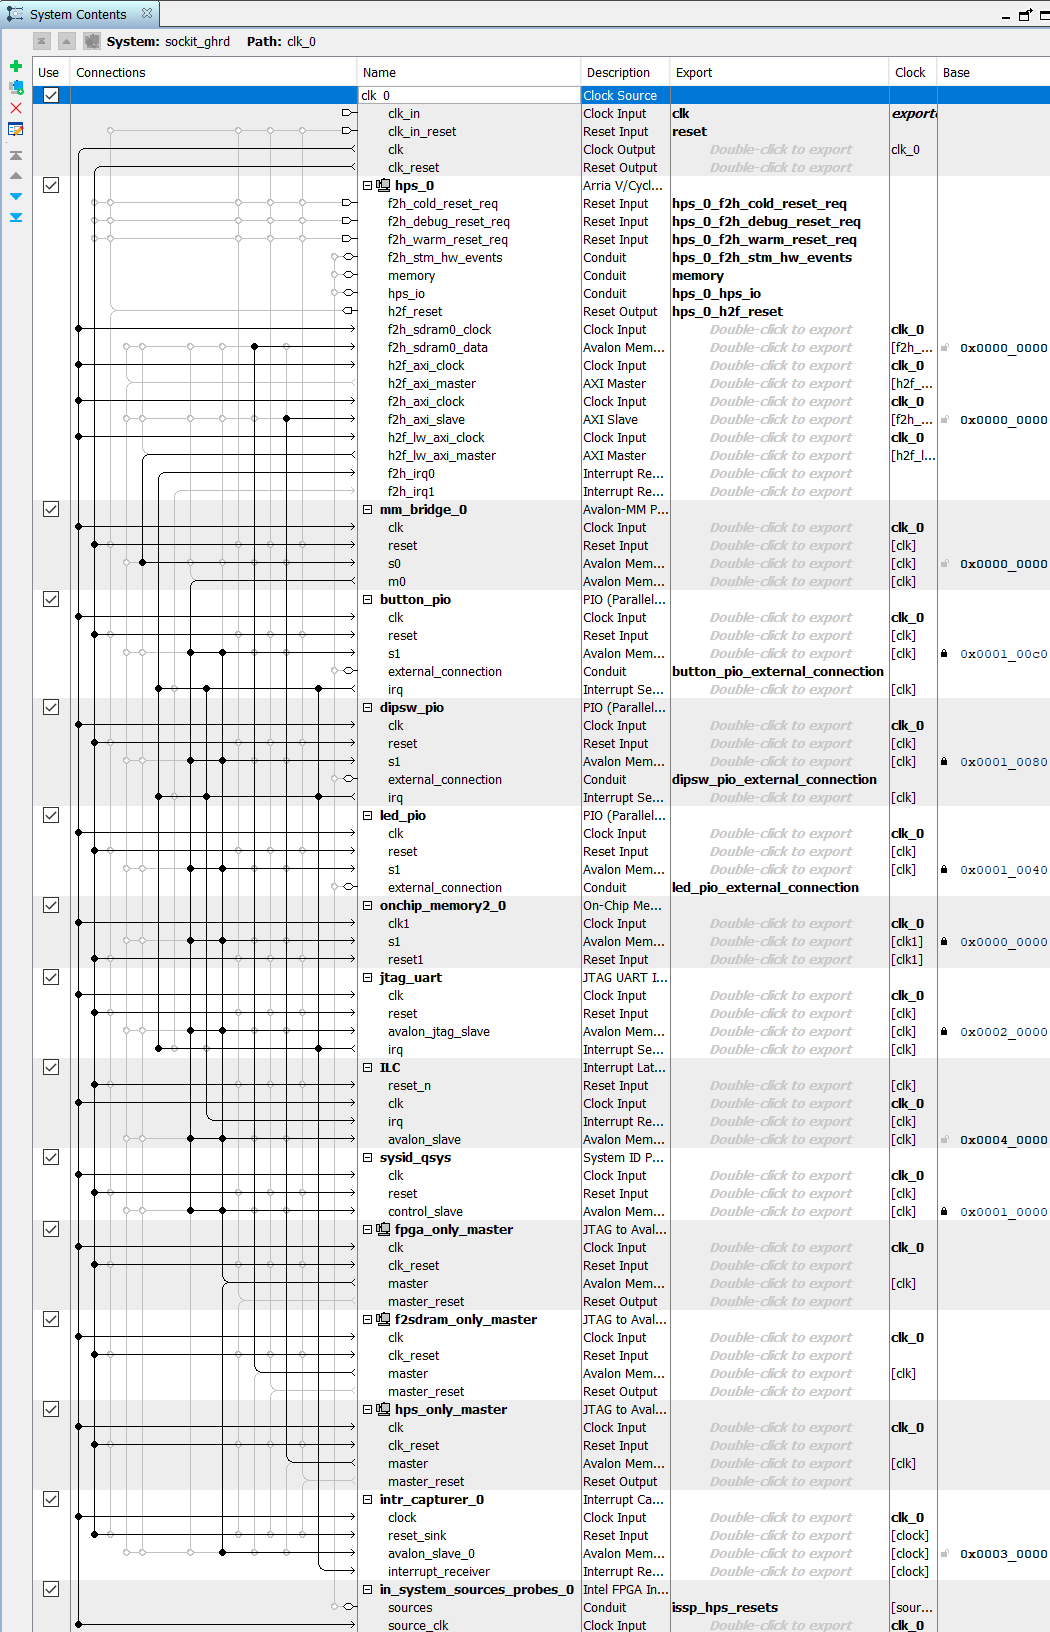 System Contents
System: sockit_ghrd Path: clk_0
Use Connections Name Description Export Clock Base
clk_0 Clock Source
clk_in Clock Input clk exporte
clk_in_reset Reset Input reset
clk Clock Output Double-click to export clk_0
clk_reset Reset Output Double-click to export
hps_0 Arria V/Cycl...
f2h_cold_reset_req Reset Input hps_0_f2h_cold_reset_req
f2h_debug_reset_req Reset Input hps_0_f2h_debug_reset_req
f2h_warm_reset_req Reset Input hps_0_f2h_warm_reset_req
f2h_stm_hw_events Conduit hps_0_f2h_stm_hw_events
memory Conduit memory
hps_io Conduit hps_0_hps_io
h2f_reset Reset Output hps_0_h2f_reset
f2h_sdram0_clock Clock Input Double-click to export clk_0
f2h_sdram0_data Avalon Mem... Double-click to export [f2h_... 0x0000_0000
h2f_axi_clock Clock Input Double-click to export clk_0
h2f_axi_master AXI Master Double-click to export [h2f_...
f2h_axi_clock Clock Input Double-click to export clk_0
f2h_axi_slave AXI Slave Double-click to export [f2h_... 0x0000_0000
h2f_lw_axi_clock Clock Input Double-click to export clk_0
h2f_lw_axi_master AXI Master Double-click to export [h2f_l...
f2h_irq0 Interrupt Re... Double-click to export
f2h_irq1 Interrupt Re... Double-click to export
mm_bridge_0 Avalon-MM P...
clk Clock Input Double-click to export clk_0
reset Reset Input Double-click to export [clk]
s0 Avalon Mem... Double-click to export [clk] 0x0000_0000
m0 Avalon Mem... Double-click to export [clk]
button_pio PIO (Parallel...
clk Clock Input Double-click to export clk_0
reset Reset Input Double-click to export [clk]
s1 Avalon Mem... Double-click to export [clk] 0x0001_00c0
external_connection Conduit button_pio_external_connection
irq Interrupt Se... Double-click to export [clk]
dipsw_pio PIO (Parallel...
clk Clock Input Double-click to export clk_0
reset Reset Input Double-click to export [clk]
s1 Avalon Mem... Double-click to export [clk] 0x0001_0080
external_connection Conduit dipsw_pio_external_connection
irq Interrupt Se... Double-click to export [clk]
led_pio PIO (Parallel...
clk Clock Input Double-click to export clk_0
reset Reset Input Double-click to export [clk]
s1 Avalon Mem... Double-click to export [clk] 0x0001_0040
external_connection Conduit led_pio_external_connection
onchip_memory2_0 On-Chip Me...
clk1 Clock Input Double-click to export clk_0
s1 Avalon Mem... Double-click to export [clk1] 0x0000_0000
reset1 Reset Input Double-click to export [clk1]
jtag_uart JTAG UART I...
clk Clock Input Double-click to export clk_0
reset Reset Input Double-click to export [clk]
avalon_jtag_slave Avalon Mem... Double-click to export [clk] 0x0002_0000
irq Interrupt Se... Double-click to export [clk]
ILC Interrupt Lat...
reset_n Reset Input Double-click to export [clk]
clk Clock Input Double-click to export clk_0
irq Interrupt Re... Double-click to export [clk]
avalon_slave Avalon Mem... Double-click to export [clk] 0x0004_0000
sysid_qsys System ID P...
clk Clock Input Double-click to export clk_0
reset Reset Input Double-click to export [clk]
control_slave Avalon Mem... Double-click to export [clk] 0x0001_0000
fpga_only_master JTAG to Aval...
clk Clock Input Double-click to export clk_0
clk_reset Reset Input Double-click to export
master Avalon Mem... Double-click to export [clk]
master_reset Reset Output Double-click to export
f2sdram_only_master JTAG to Aval...
clk Clock Input Double-click to export clk_0
clk_reset Reset Input Double-click to export
master Avalon Mem... Double-click to export [clk]
master_reset Reset Output Double-click to export
hps_only_master JTAG to Aval...
clk Clock Input Double-click to export clk_0
clk_reset Reset Input Double-click to export
master Avalon Mem... Double-click to export [clk]
master_reset Reset Output Double-click to export
intr_capturer_0 Interrupt Ca...
clock Clock Input Double-click to export clk_0
reset_sink Reset Input Double-click to export [clock]
avalon_slave_0 Avalon Mem... Double-click to export [clock] 0x0003_0000
interrupt_receiver Interrupt Re... Double-click to export [clock]
in_system_sources_probes_0 Intel FPGA In...
sources Conduit issp_hps_resets [sour...
source_clk Clock Input Double-click to export clk_0